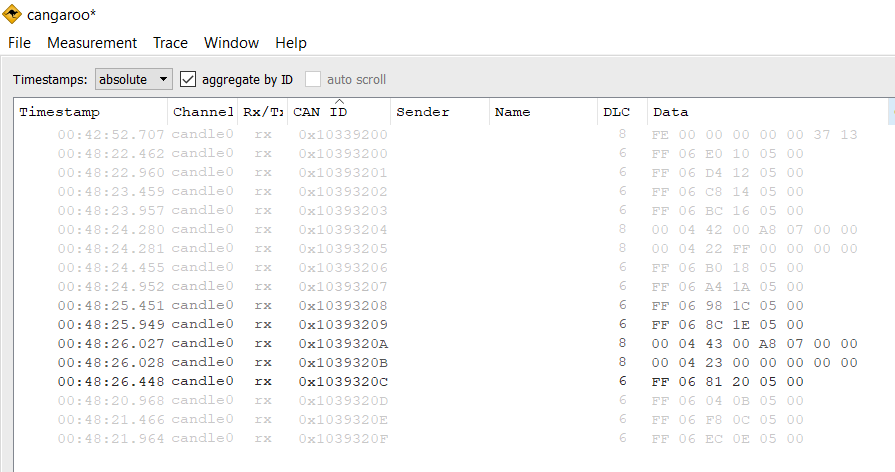 cangaroo*
File Measurement Trace Window Help
Timestamps: absolute aggregate by ID auto scroll
Timestamp Channel Rx/Tx CAN ID Sender Name DLC Data
00:42:52.707 candle0 rx 0x10339200 8 FE 00 00 00 00 00 37 13
00:48:22.462 candle0 rx 0x10393200 6 FF 06 E0 10 05 00
00:48:22.960 candle0 rx 0x10393201 6 FF 06 D4 12 05 00
00:48:23.459 candle0 rx 0x10393202 6 FF 06 C8 14 05 00
00:48:23.957 candle0 rx 0x10393203 6 FF 06 BC 16 05 00
00:48:24.280 candle0 rx 0x10393204 8 00 04 42 00 A8 07 00 00
00:48:24.281 candle0 rx 0x10393205 8 00 04 22 FF 00 00 00 00
00:48:24.455 candle0 rx 0x10393206 6 FF 06 B0 18 05 00
00:48:24.952 candle0 rx 0x10393207 6 FF 06 A4 1A 05 00
00:48:25.451 candle0 rx 0x10393208 6 FF 06 98 1C 05 00
00:48:25.949 candle0 rx 0x10393209 6 FF 06 8C 1E 05 00
00:48:26.027 candle0 rx 0x1039320A 8 00 04 43 00 A8 07 00 00
00:48:26.028 candle0 rx 0x1039320B 8 00 04 23 00 00 00 00 00
00:48:26.448 candle0 rx 0x1039320C 6 FF 06 81 20 05 00
00:48:20.968 candle0 rx 0x1039320D 6 FF 06 04 0B 05 00
00:48:21.466 candle0 rx 0x1039320E 6 FF 06 F8 0C 05 00
00:48:21.964 candle0 rx 0x1039320F 6 FF 06 EC 0E 05 00